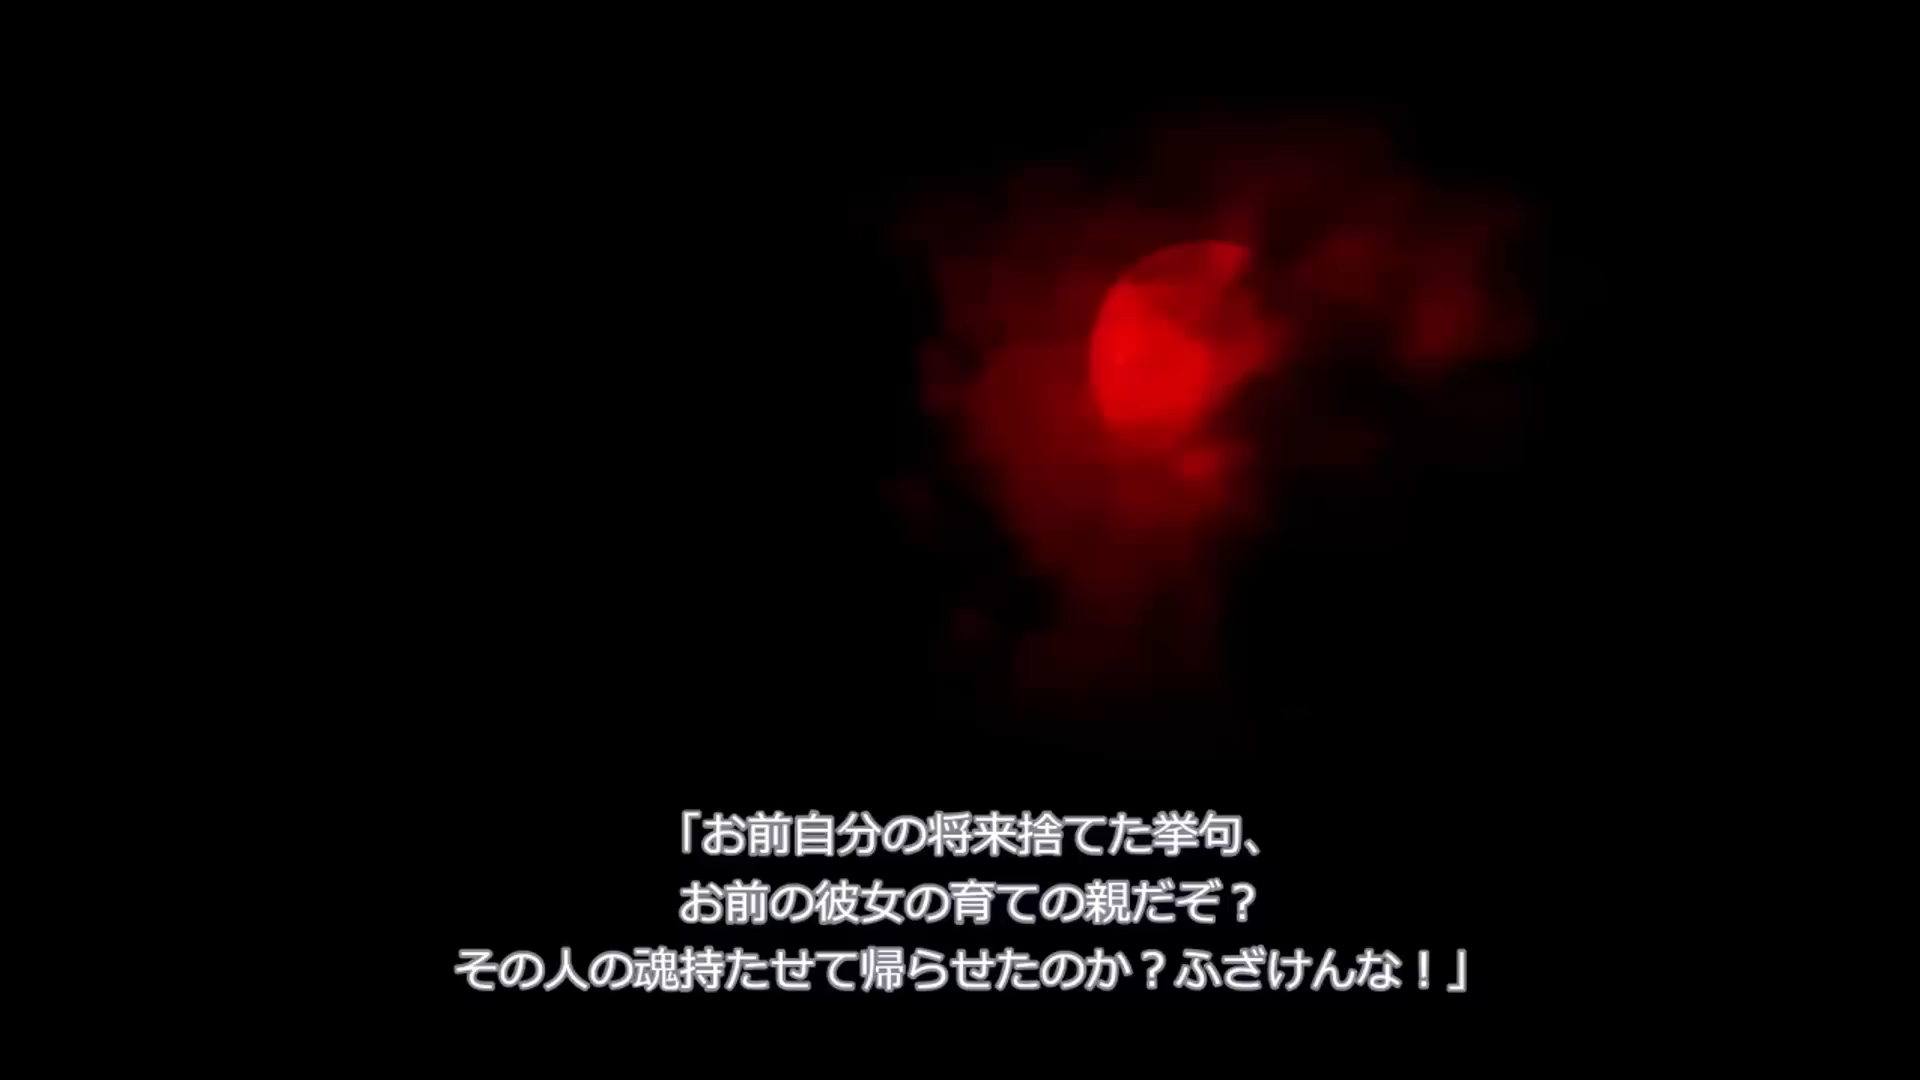 「お前自分の将来捨てた挙句、
お前の彼女の育ての親だぞ？
その人の魂持たせて帰らせたのか？ふざけんな！」